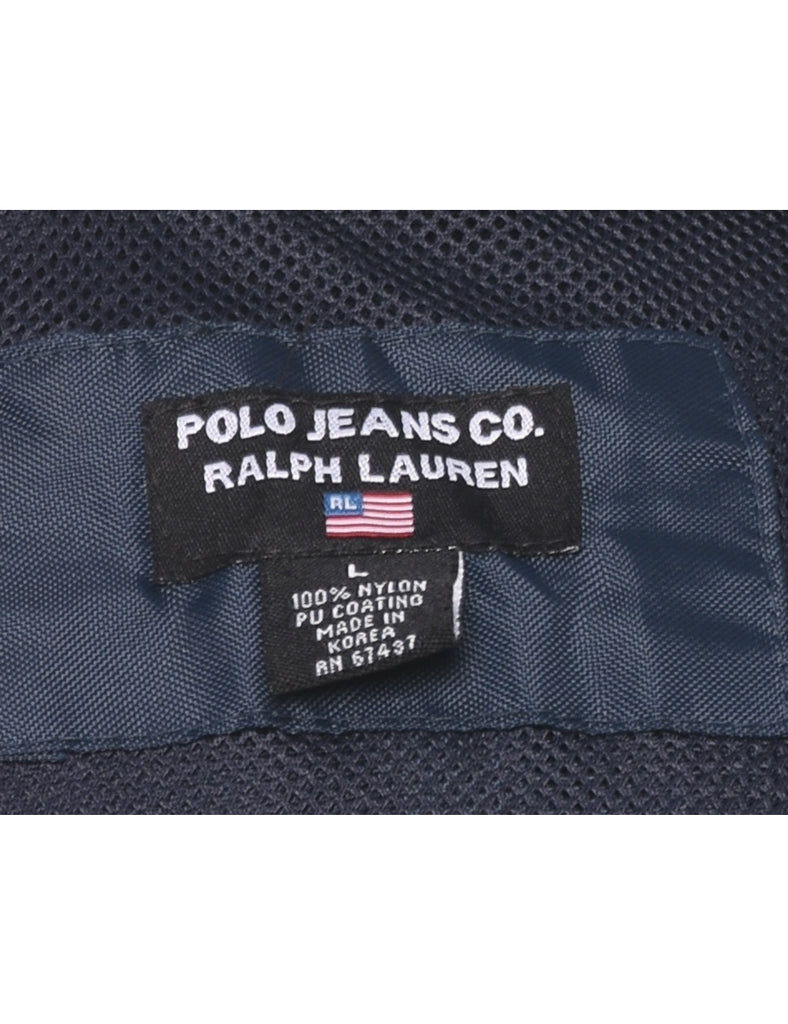 POLO JEANS CO.
RALPH LAUREN
RL
L
100% NYLON
PU COATING
MADE IN
KOREA
RN 67437